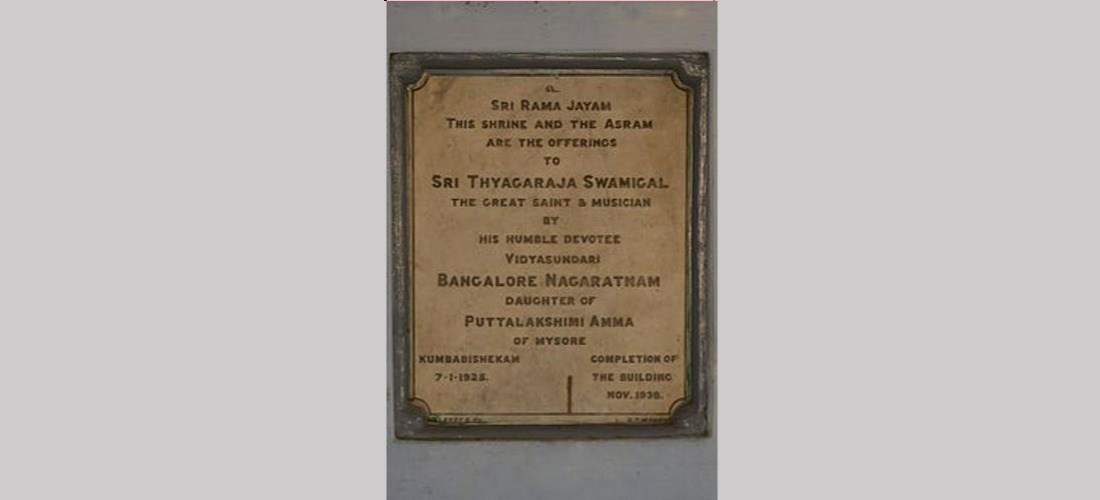 SRI RAMA JAYAM
THIS SHRINE AND THE ASRAM
ARE THE OFFERINGS
TO
SRI THYAGARAJA SWAMIGAL
THE GREAT SAINT & MUSICIAN
BY
HIS HUMBLE DEVOTEE
VIDYASUNDARI
BANGALORE NAGARATNAM
DAUGHTER OF
PUTTALAKSHIMI AMMA
OF MYSORE
KUMBABISHEKAM
7-1-1925.
COMPLETION OF
THE BUILDING
NOV. 1938.